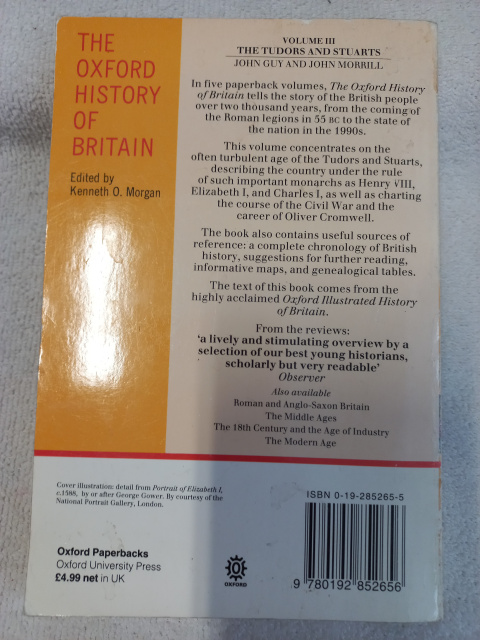 THE
OXFORD
HISTORY
OF
BRITAIN
Edited by
Kenneth O. Morgan
VOLUME III
THE TUDORS AND STUARTS
JOHN GUY AND JOHN MORRILL
In five paperback volumes, The Oxford History
of Britain tells the story of the British people
over two thousand years, from the coming of
the Roman legions in 55 BC to the state of
the nation in the 1990s.
This volume concentrates on the
often turbulent age of the Tudors and Stuarts,
describing the country under the rule
of such important monarchs as Henry VIII,
Elizabeth I, and Charles I, as well as charting
the course of the Civil War and the
career of Oliver Cromwell.
The book also contains useful sources of
reference: a complete chronology of British
history, suggestions for further reading,
informative maps, and genealogical tables.
The text of this book comes from the
highly acclaimed Oxford Illustrated History
of Britain.
From the reviews:
'a lively and stimulating overview by a
selection of our best young historians,
scholarly but very readable'
Observer
Also available
Roman and Anglo-Saxon Britain
The Middle Ages
The 18th Century and the Age of Industry
The Modern Age
Cover illustration: detail from Portrait of Elizabeth I,
c.1588, by or after George Gower. By courtesy of the
National Portrait Gallery, London.
Oxford Paperbacks
Oxford University Press
£4.99 net in UK
OXFORD
ISBN 0-19-285265-5
9 780192 852656